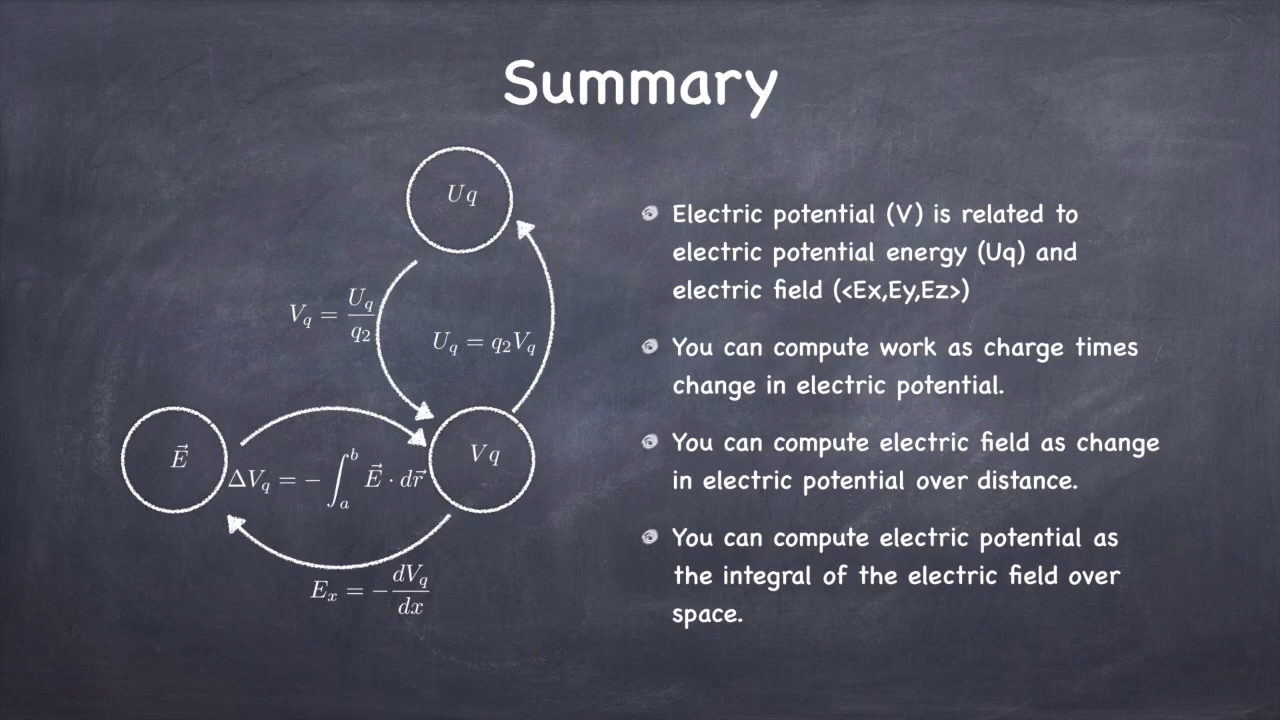 Summary
Uq
V_q = U_q / q_2
U_q = q_2 V_q
E⃗
ΔV_q = −∫_a^b E⃗ · dr⃗
Vq
E_x = − dV_q / dx
Electric potential (V) is related to
electric potential energy (Uq) and
electric field (<Ex,Ey,Ez>)
You can compute work as charge times
change in electric potential.
You can compute electric field as change
in electric potential over distance.
You can compute electric potential as
the integral of the electric field over
space.